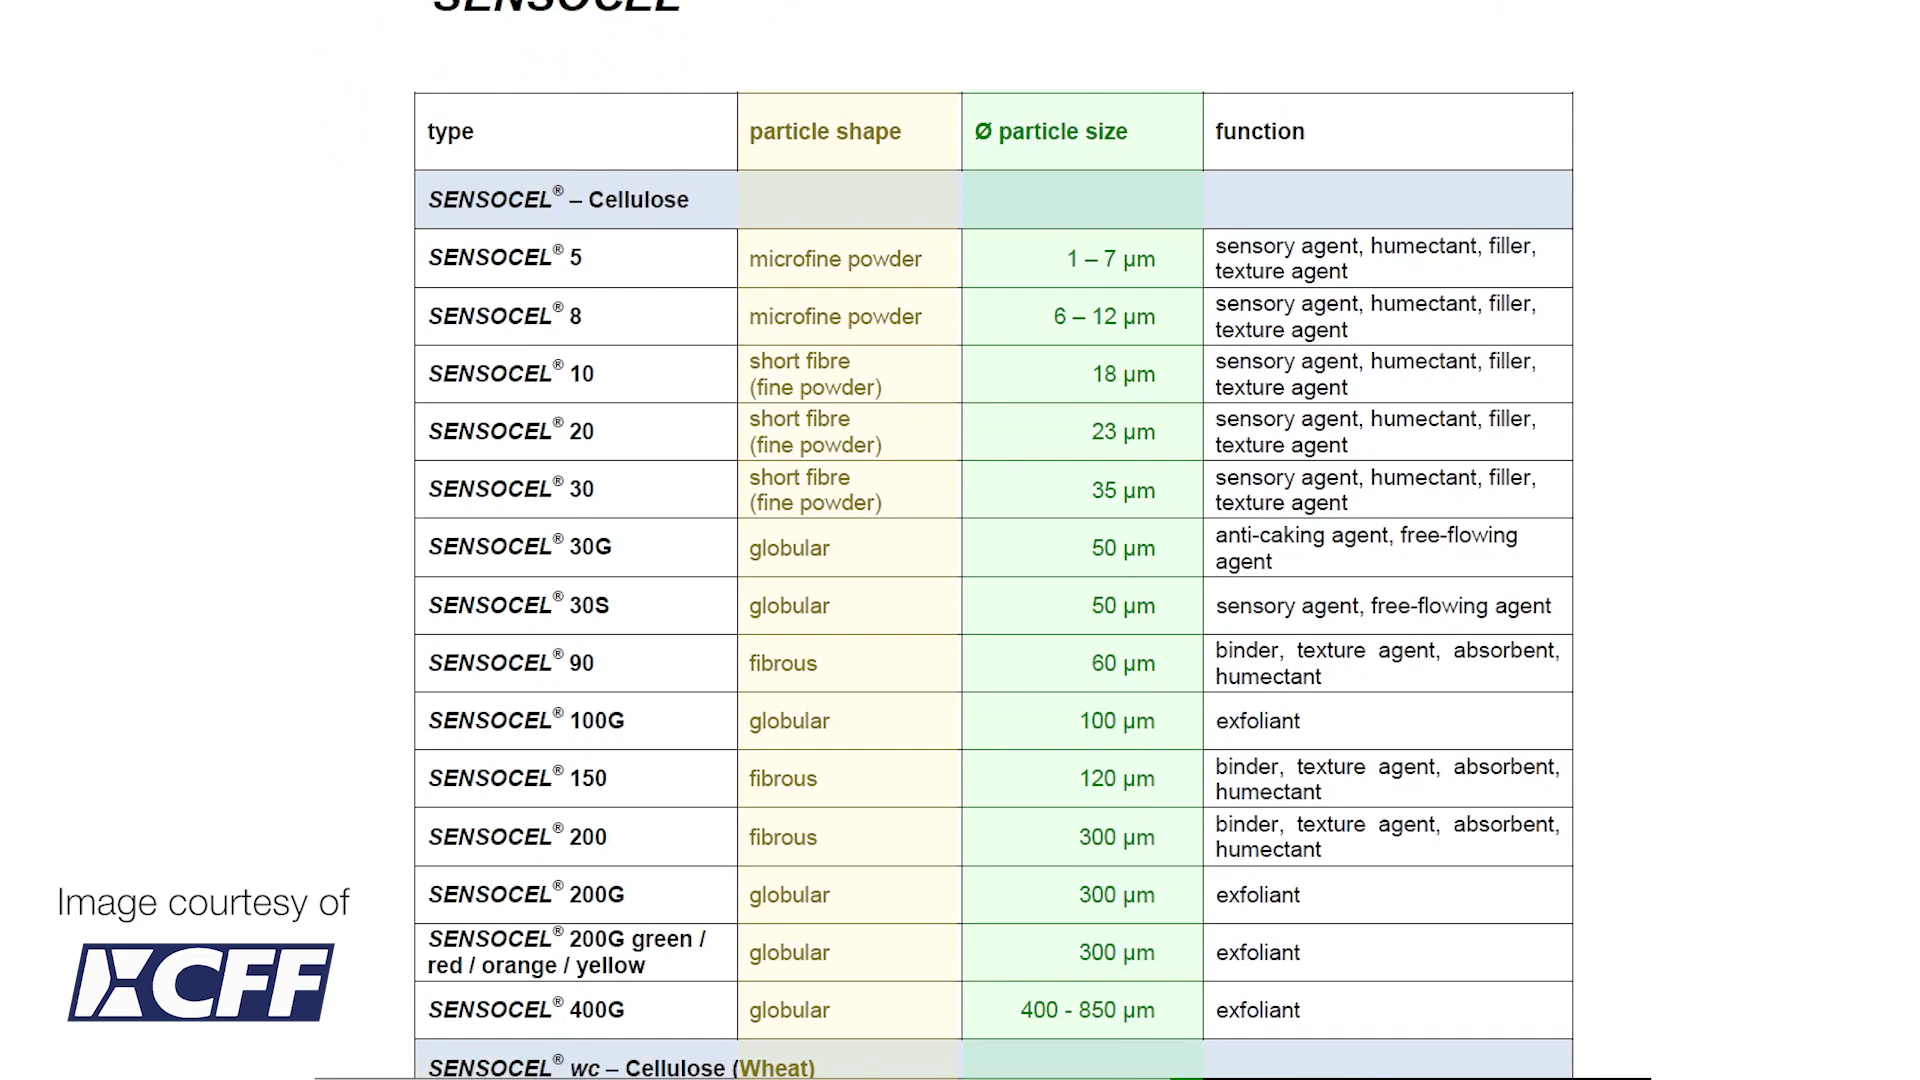 SENSOCEL
type particle shape Ø particle size function
SENSOCEL® – Cellulose
SENSOCEL® 5 microfine powder 1 – 7 µm sensory agent, humectant, filler,
texture agent
SENSOCEL® 8 microfine powder 6 – 12 µm sensory agent, humectant, filler,
texture agent
SENSOCEL® 10 short fibre 18 µm sensory agent, humectant, filler,
(fine powder) texture agent
SENSOCEL® 20 short fibre 23 µm sensory agent, humectant, filler,
(fine powder) texture agent
SENSOCEL® 30 short fibre 35 µm sensory agent, humectant, filler,
(fine powder) texture agent
SENSOCEL® 30G globular 50 µm anti-caking agent, free-flowing
agent
SENSOCEL® 30S globular 50 µm sensory agent, free-flowing agent
SENSOCEL® 90 fibrous 60 µm binder, texture agent, absorbent,
humectant
SENSOCEL® 100G globular 100 µm exfoliant
SENSOCEL® 150 fibrous 120 µm binder, texture agent, absorbent,
humectant
SENSOCEL® 200 fibrous 300 µm binder, texture agent, absorbent,
humectant
SENSOCEL® 200G globular 300 µm exfoliant
SENSOCEL® 200G green / globular 300 µm exfoliant
red / orange / yellow
SENSOCEL® 400G globular 400 - 850 µm exfoliant
SENSOCEL® wc – Cellulose (Wheat)
Image courtesy of
CFF